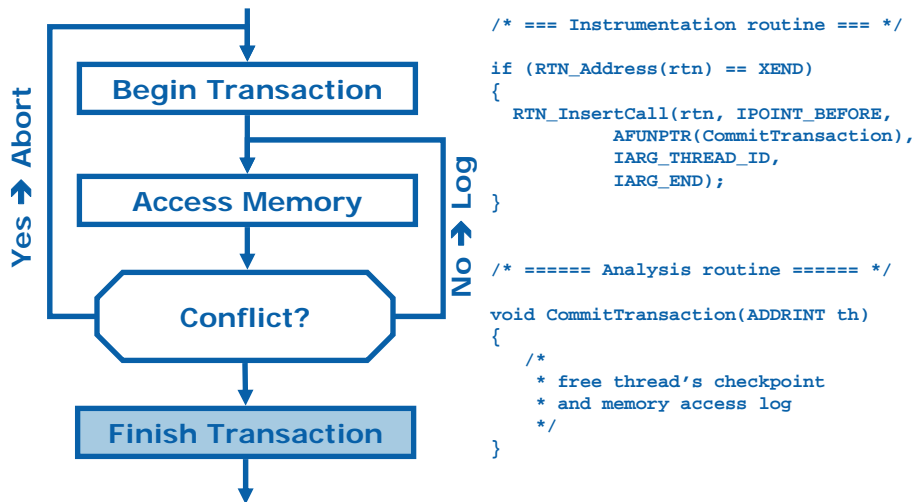 Begin Transaction
Access Memory
Conflict?
Finish Transaction
Yes ➔ Abort
No ➔ Log
/* === Instrumentation routine === */
if (RTN_Address(rtn) == XEND)
{
  RTN_InsertCall(rtn, IPOINT_BEFORE,
            AFUNPTR(CommitTransaction),
            IARG_THREAD_ID,
            IARG_END);
}
/* ====== Analysis routine ====== */
void CommitTransaction(ADDRINT th)
{
   /*
    * free thread’s checkpoint
    * and memory access log
    */
}